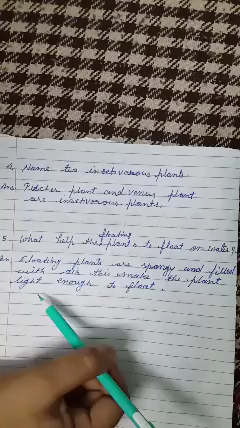 4. Name two insectivorous plants
Ans. Pitcher plant and venus plant
are insectivorous plants.
5. What help the floating plants to float on water?
Ans. Floating plants are spongy and filled
with air this make the plant
light enough to float.